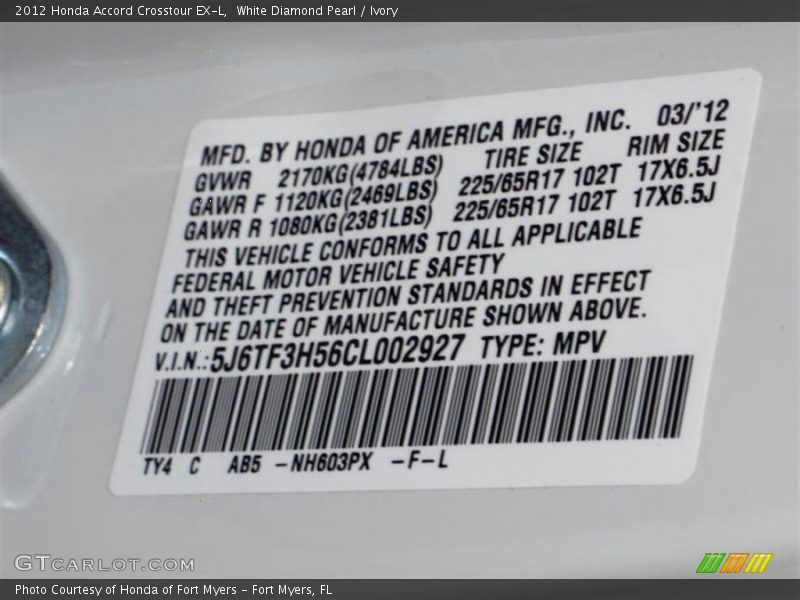 2012 Honda Accord Crosstour EX-L,  White Diamond Pearl / Ivory
MFD. BY HONDA OF AMERICA MFG., INC. 03/'12
GVWR 2170KG(4784LBS) TIRE SIZE RIM SIZE
GAWR F 1120KG(2469LBS) 225/65R17 102T 17X6.5J
GAWR R 1080KG(2381LBS) 225/65R17 102T 17X6.5J
THIS VEHICLE CONFORMS TO ALL APPLICABLE
FEDERAL MOTOR VEHICLE SAFETY
AND THEFT PREVENTION STANDARDS IN EFFECT
ON THE DATE OF MANUFACTURE SHOWN ABOVE.
V.I.N.:5J6TF3H56CL002927 TYPE: MPV
TY4 C AB5 -NH603PX -F-L
GTCARLOT.COM
Photo Courtesy of Honda of Fort Myers - Fort Myers, FL